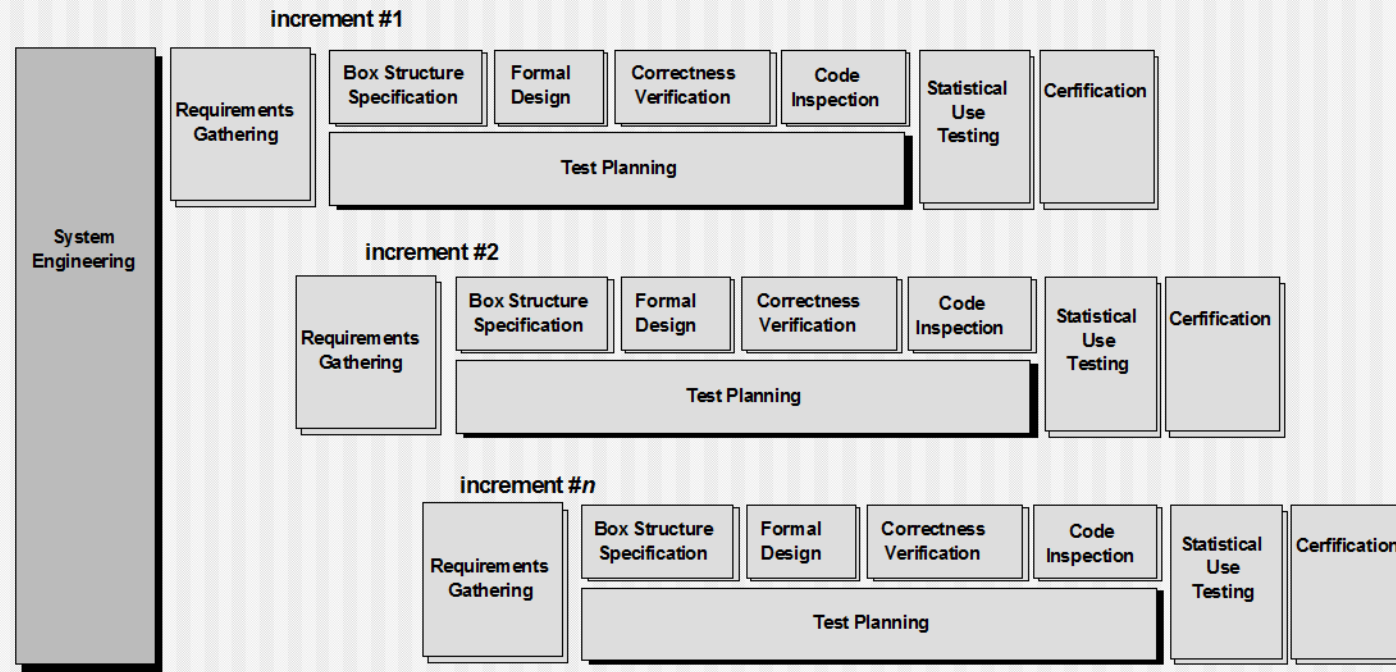 increment #1
System
Engineering
Requirements
Gathering
Box Structure
Specification
Formal
Design
Correctness
Verification
Code
Inspection
Test Planning
Statistical
Use
Testing
Cerfification
increment #2
Requirements
Gathering
Box Structure
Specification
Formal
Design
Correctness
Verification
Code
Inspection
Test Planning
Statistical
Use
Testing
Cerfification
increment #n
Requirements
Gathering
Box Structure
Specification
Formal
Design
Correctness
Verification
Code
Inspection
Test Planning
Statistical
Use
Testing
Cerfification